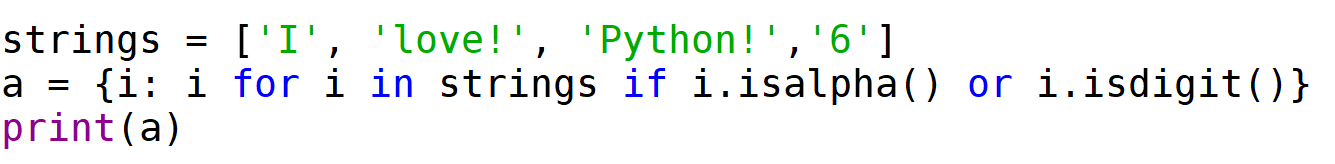 strings = ['I', 'love!', 'Python!','6']
a = {i: i for i in strings if i.isalpha() or i.isdigit()}
print(a)